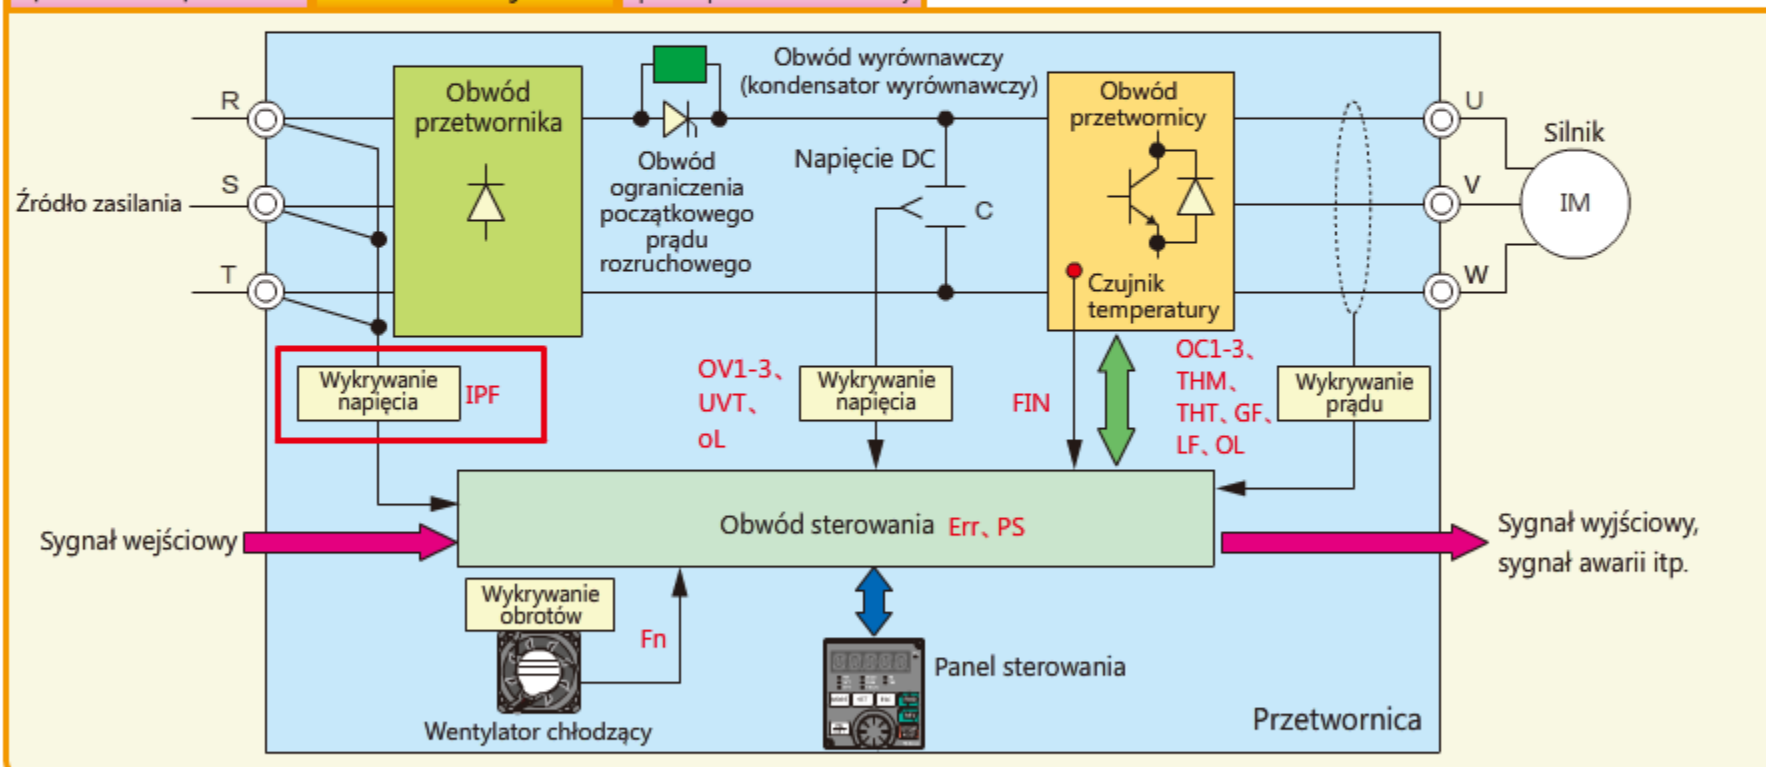 Obwód
przetwornika
Obwód wyrównawczy
(kondensator wyrównawczy)
Obwód
przetwornicy
R
S
T
Źródło zasilania
Obwód
ograniczenia
początkowego
prądu
rozruchowego
Napięcie DC
C
Czujnik
temperatury
U
V
W
Silnik
IM
Wykrywanie
napięcia
IPF
OV1-3、
UVT、
oL
Wykrywanie
napięcia
FIN
OC1-3、
THM、
THT、GF、
LF、OL
Wykrywanie
prądu
Sygnał wejściowy
Obwód sterowania Err、PS
Sygnał wyjściowy,
sygnał awarii itp.
Wykrywanie
obrotów
Fn
Wentylator chłodzący
Panel sterowania
Przetwornica